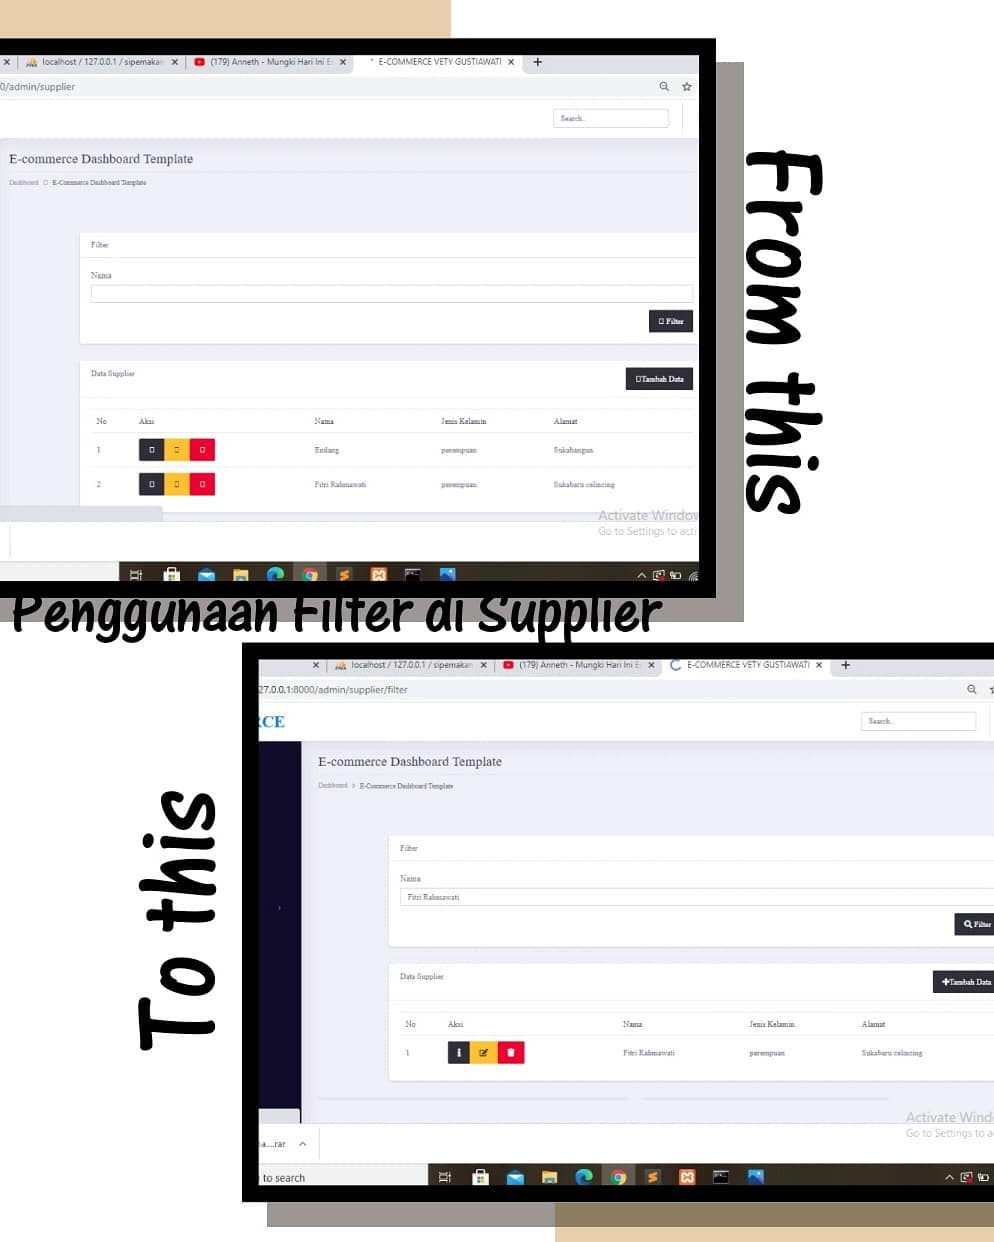 localhost / 127.0.0.1 / sipemakan
(179) Anneth - Mungki Hari Ini E
E-COMMERCE VETY GUSTIAWATI
0/admin/supplier
Search..
E-commerce Dashboard Template
Dashboard E-Commerce Dashboard Template
Filter
Nama
Filter
Data Supplier
Tambah Data
No Aksi Nama Jenis Kelamin Alamat
1 Endang perempuan Sukabangun
2 Fitri Rahmawati perempuan Sukabaru celincing
Activate Window
Go to Settings to acti
From this
Penggunaan Filter di Supplier
To this
localhost / 127.0.0.1 / sipemakan
(179) Anneth - Mungki Hari Ini E
E-COMMERCE VETY GUSTIAWATI
27.0.0.1:8000/admin/supplier/filter
RCE
Search..
E-commerce Dashboard Template
Dashboard > E-Commerce Dashboard Template
Filter
Nama
Fitri Rahmawati
Filter
Data Supplier
+Tambah Data
No Aksi Nama Jenis Kelamin Alamat
1 Fitri Rahmawati perempuan Sukabaru celincing
Activate Wind
Go to Settings to a
a....rar
to search